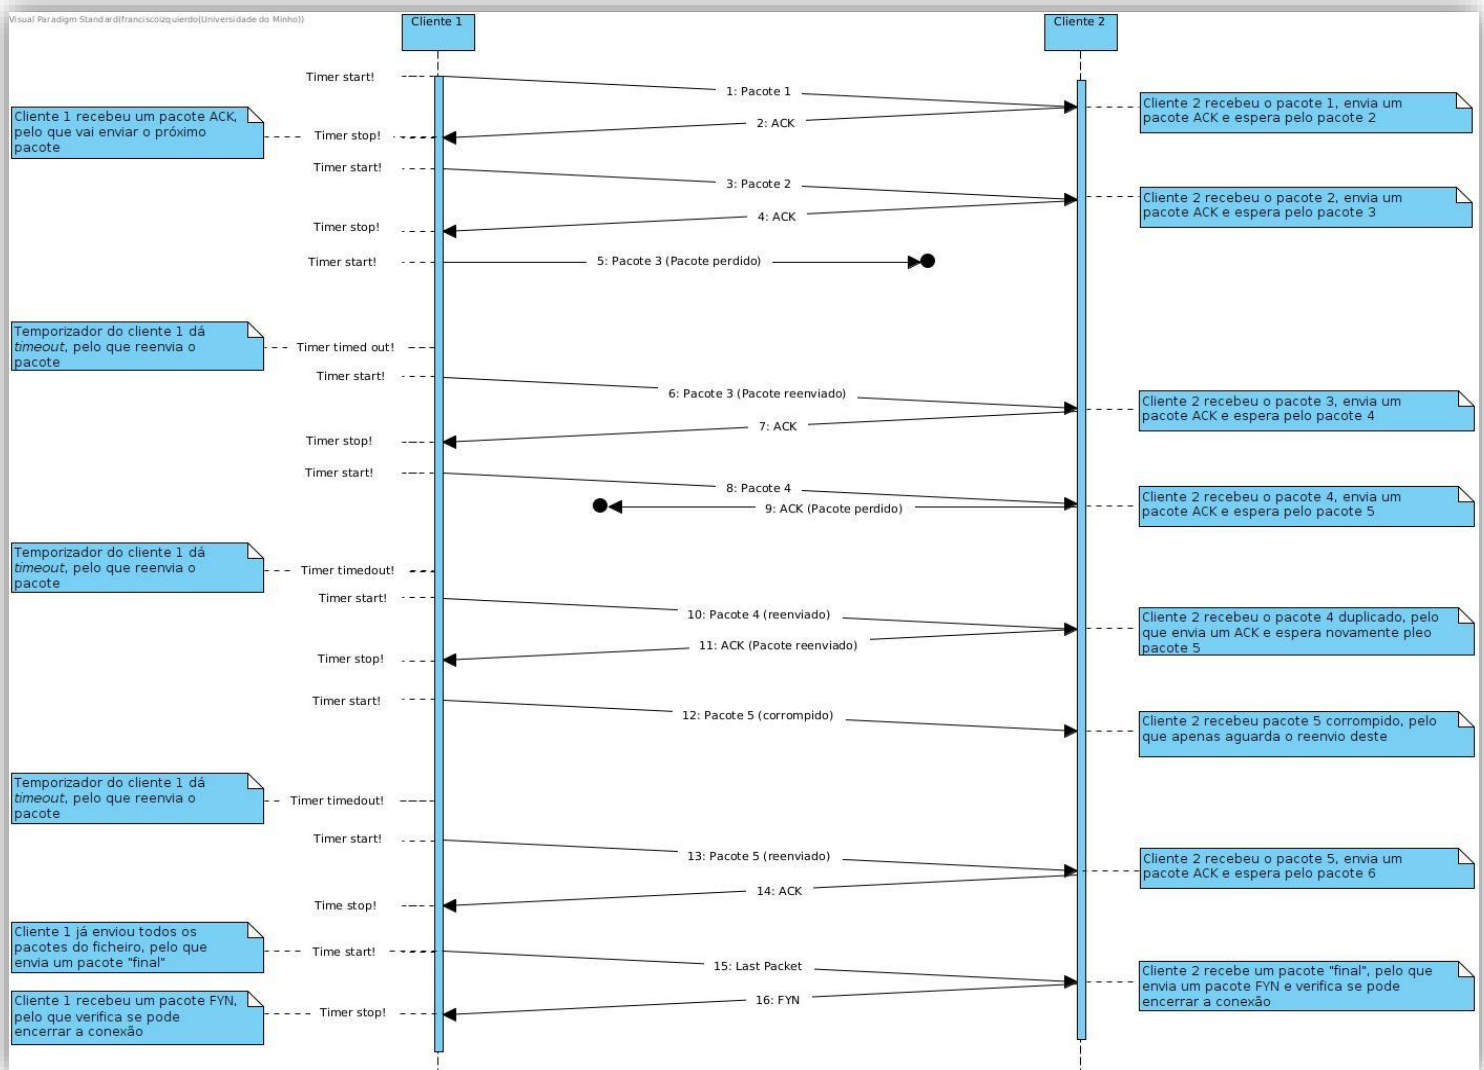 Visual Paradigm Standard(franciscoizquierdo(Universidade do Minho))
Cliente 1
Cliente 2
Timer start!
1: Pacote 1
Cliente 2 recebeu o pacote 1, envia um
pacote ACK e espera pelo pacote 2
Cliente 1 recebeu um pacote ACK,
pelo que vai enviar o próximo
pacote
2: ACK
Timer stop!
Timer start!
3: Pacote 2
Cliente 2 recebeu o pacote 2, envia um
pacote ACK e espera pelo pacote 3
4: ACK
Timer stop!
Timer start!
5: Pacote 3 (Pacote perdido)
Temporizador do cliente 1 dá
timeout, pelo que reenvia o
pacote
Timer timed out!
Timer start!
6: Pacote 3 (Pacote reenviado)
Cliente 2 recebeu o pacote 3, envia um
pacote ACK e espera pelo pacote 4
7: ACK
Timer stop!
Timer start!
8: Pacote 4
Cliente 2 recebeu o pacote 4, envia um
pacote ACK e espera pelo pacote 5
9: ACK (Pacote perdido)
Temporizador do cliente 1 dá
timeout, pelo que reenvia o
pacote
Timer timedout!
Timer start!
10: Pacote 4 (reenviado)
Cliente 2 recebeu o pacote 4 duplicado, pelo
que envia um ACK e espera novamente pleo
pacote 5
11: ACK (Pacote reenviado)
Timer stop!
Timer start!
12: Pacote 5 (corrompido)
Cliente 2 recebeu pacote 5 corrompido, pelo
que apenas aguarda o reenvio deste
Temporizador do cliente 1 dá
timeout, pelo que reenvia o
pacote
Timer timedout!
Timer start!
13: Pacote 5 (reenviado)
Cliente 2 recebeu o pacote 5, envia um
pacote ACK e espera pelo pacote 6
14: ACK
Time stop!
Cliente 1 já enviou todos os
pacotes do ficheiro, pelo que
envia um pacote "final"
Time start!
15: Last Packet
Cliente 2 recebe um pacote "final", pelo que
envia um pacote FYN e verifica se pode
encerrar a conexão
Cliente 1 recebeu um pacote FYN,
pelo que verifica se pode
encerrar a conexão
16: FYN
Timer stop!